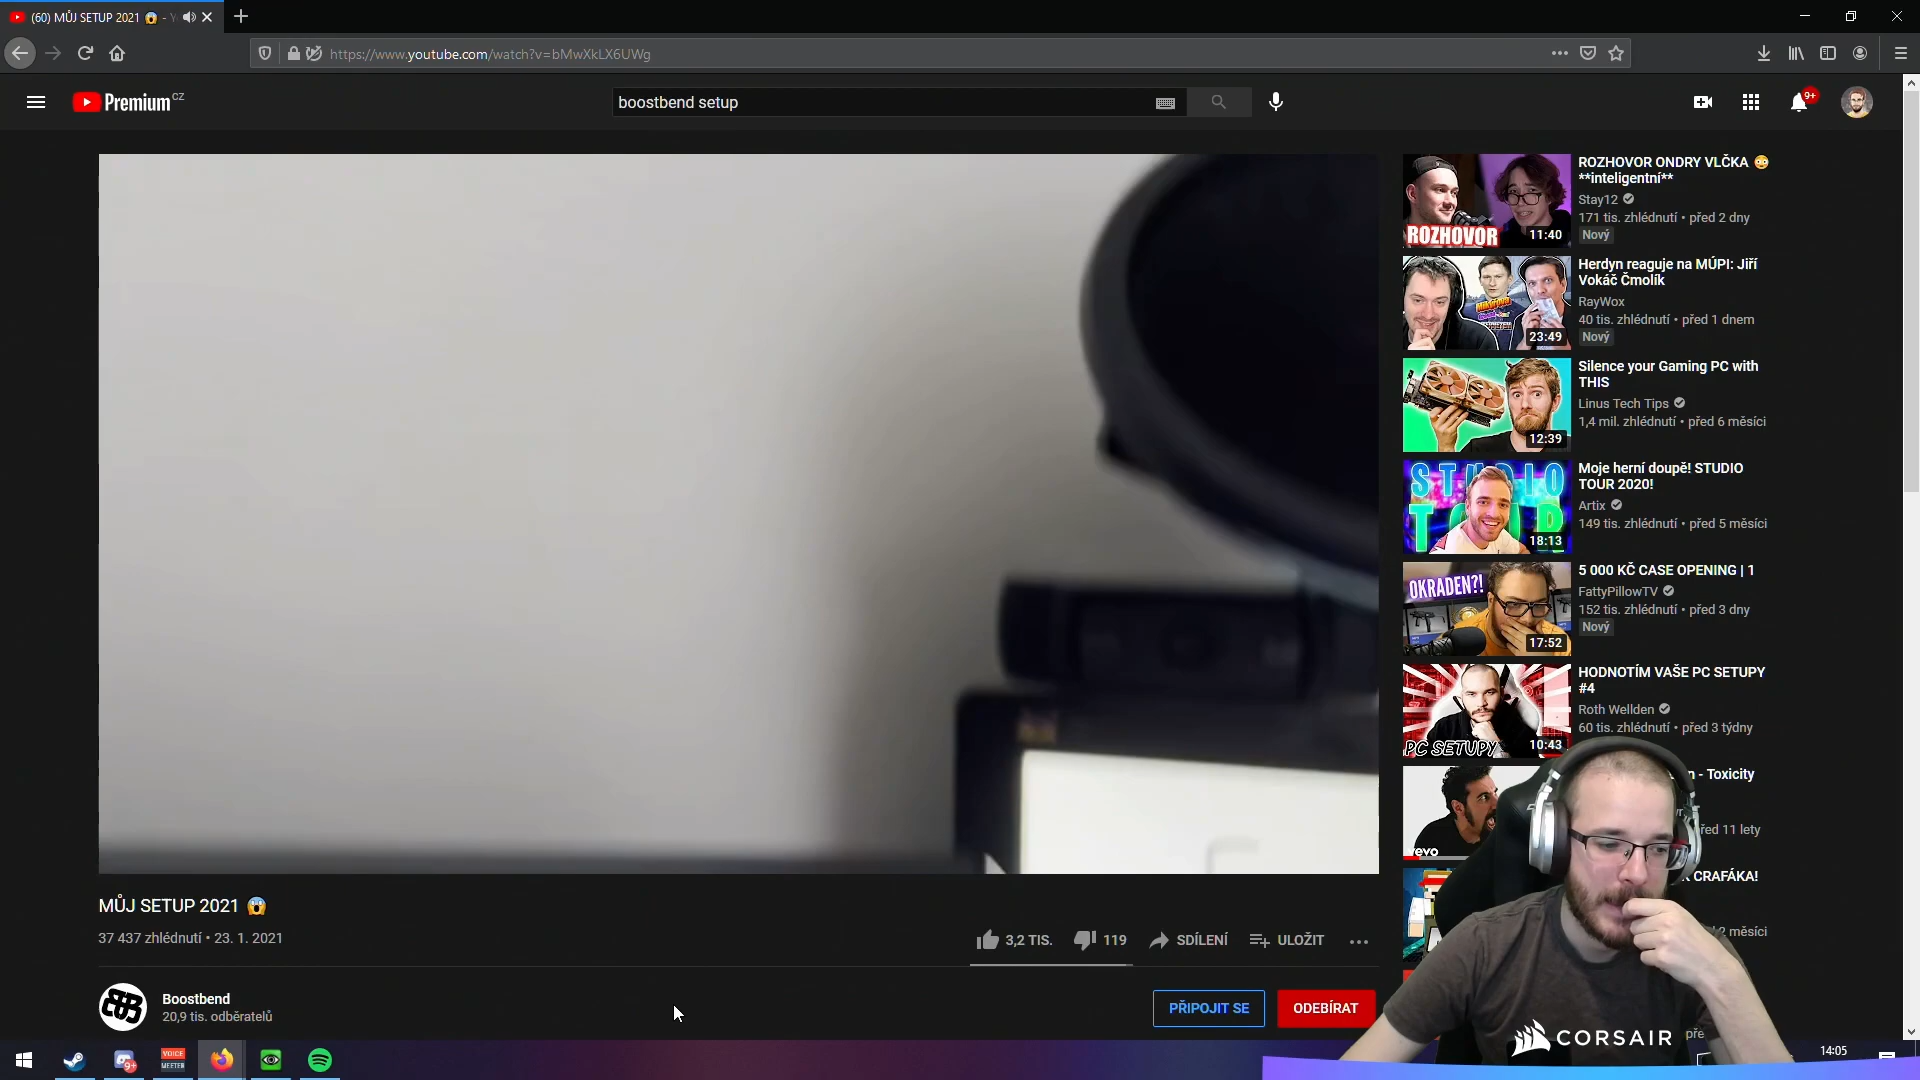 (60) MŮJ SETUP 2021 😱 - Y
https://www.youtube.com/watch?v=bMwXkLX6UWg
Premium CZ
boostbend setup
9+
ROZHOVOR
11:40
ROZHOVOR ONDRY VLČKA 😳
**inteligentní**
Stay12
171 tis. zhlédnutí • před 2 dny
Nový
23:49
Herdyn reaguje na MÚPI: Jiří
Vokáč Čmolík
RayWox
40 tis. zhlédnutí • před 1 dnem
Nový
12:39
Silence your Gaming PC with
THIS
Linus Tech Tips
1,4 mil. zhlédnutí • před 6 měsíci
STUDIO
18:13
Moje herní doupě! STUDIO
TOUR 2020!
Artix
149 tis. zhlédnutí • před 5 měsíci
OKRADEN?!
17:52
5 000 KČ CASE OPENING | 1
FattyPillowTV
152 tis. zhlédnutí • před 3 dny
Nový
PC SETUPY
10:43
HODNOTÍM VAŠE PC SETUPY
#4
Roth Wellden
60 tis. zhlédnutí • před 3 týdny
vevo
- Toxicity
11 lety
CRAFÁKA!
2 měsíci
MŮJ SETUP 2021 😱
37 437 zhlédnutí • 23. 1. 2021
3,2 TIS.
119
SDÍLENÍ
ULOŽIT
Boostbend
20,9 tis. odběratelů
PŘIPOJIT SE
ODEBÍRAT
CORSAIR
pře
9+
VOICE
MEETER
14:05